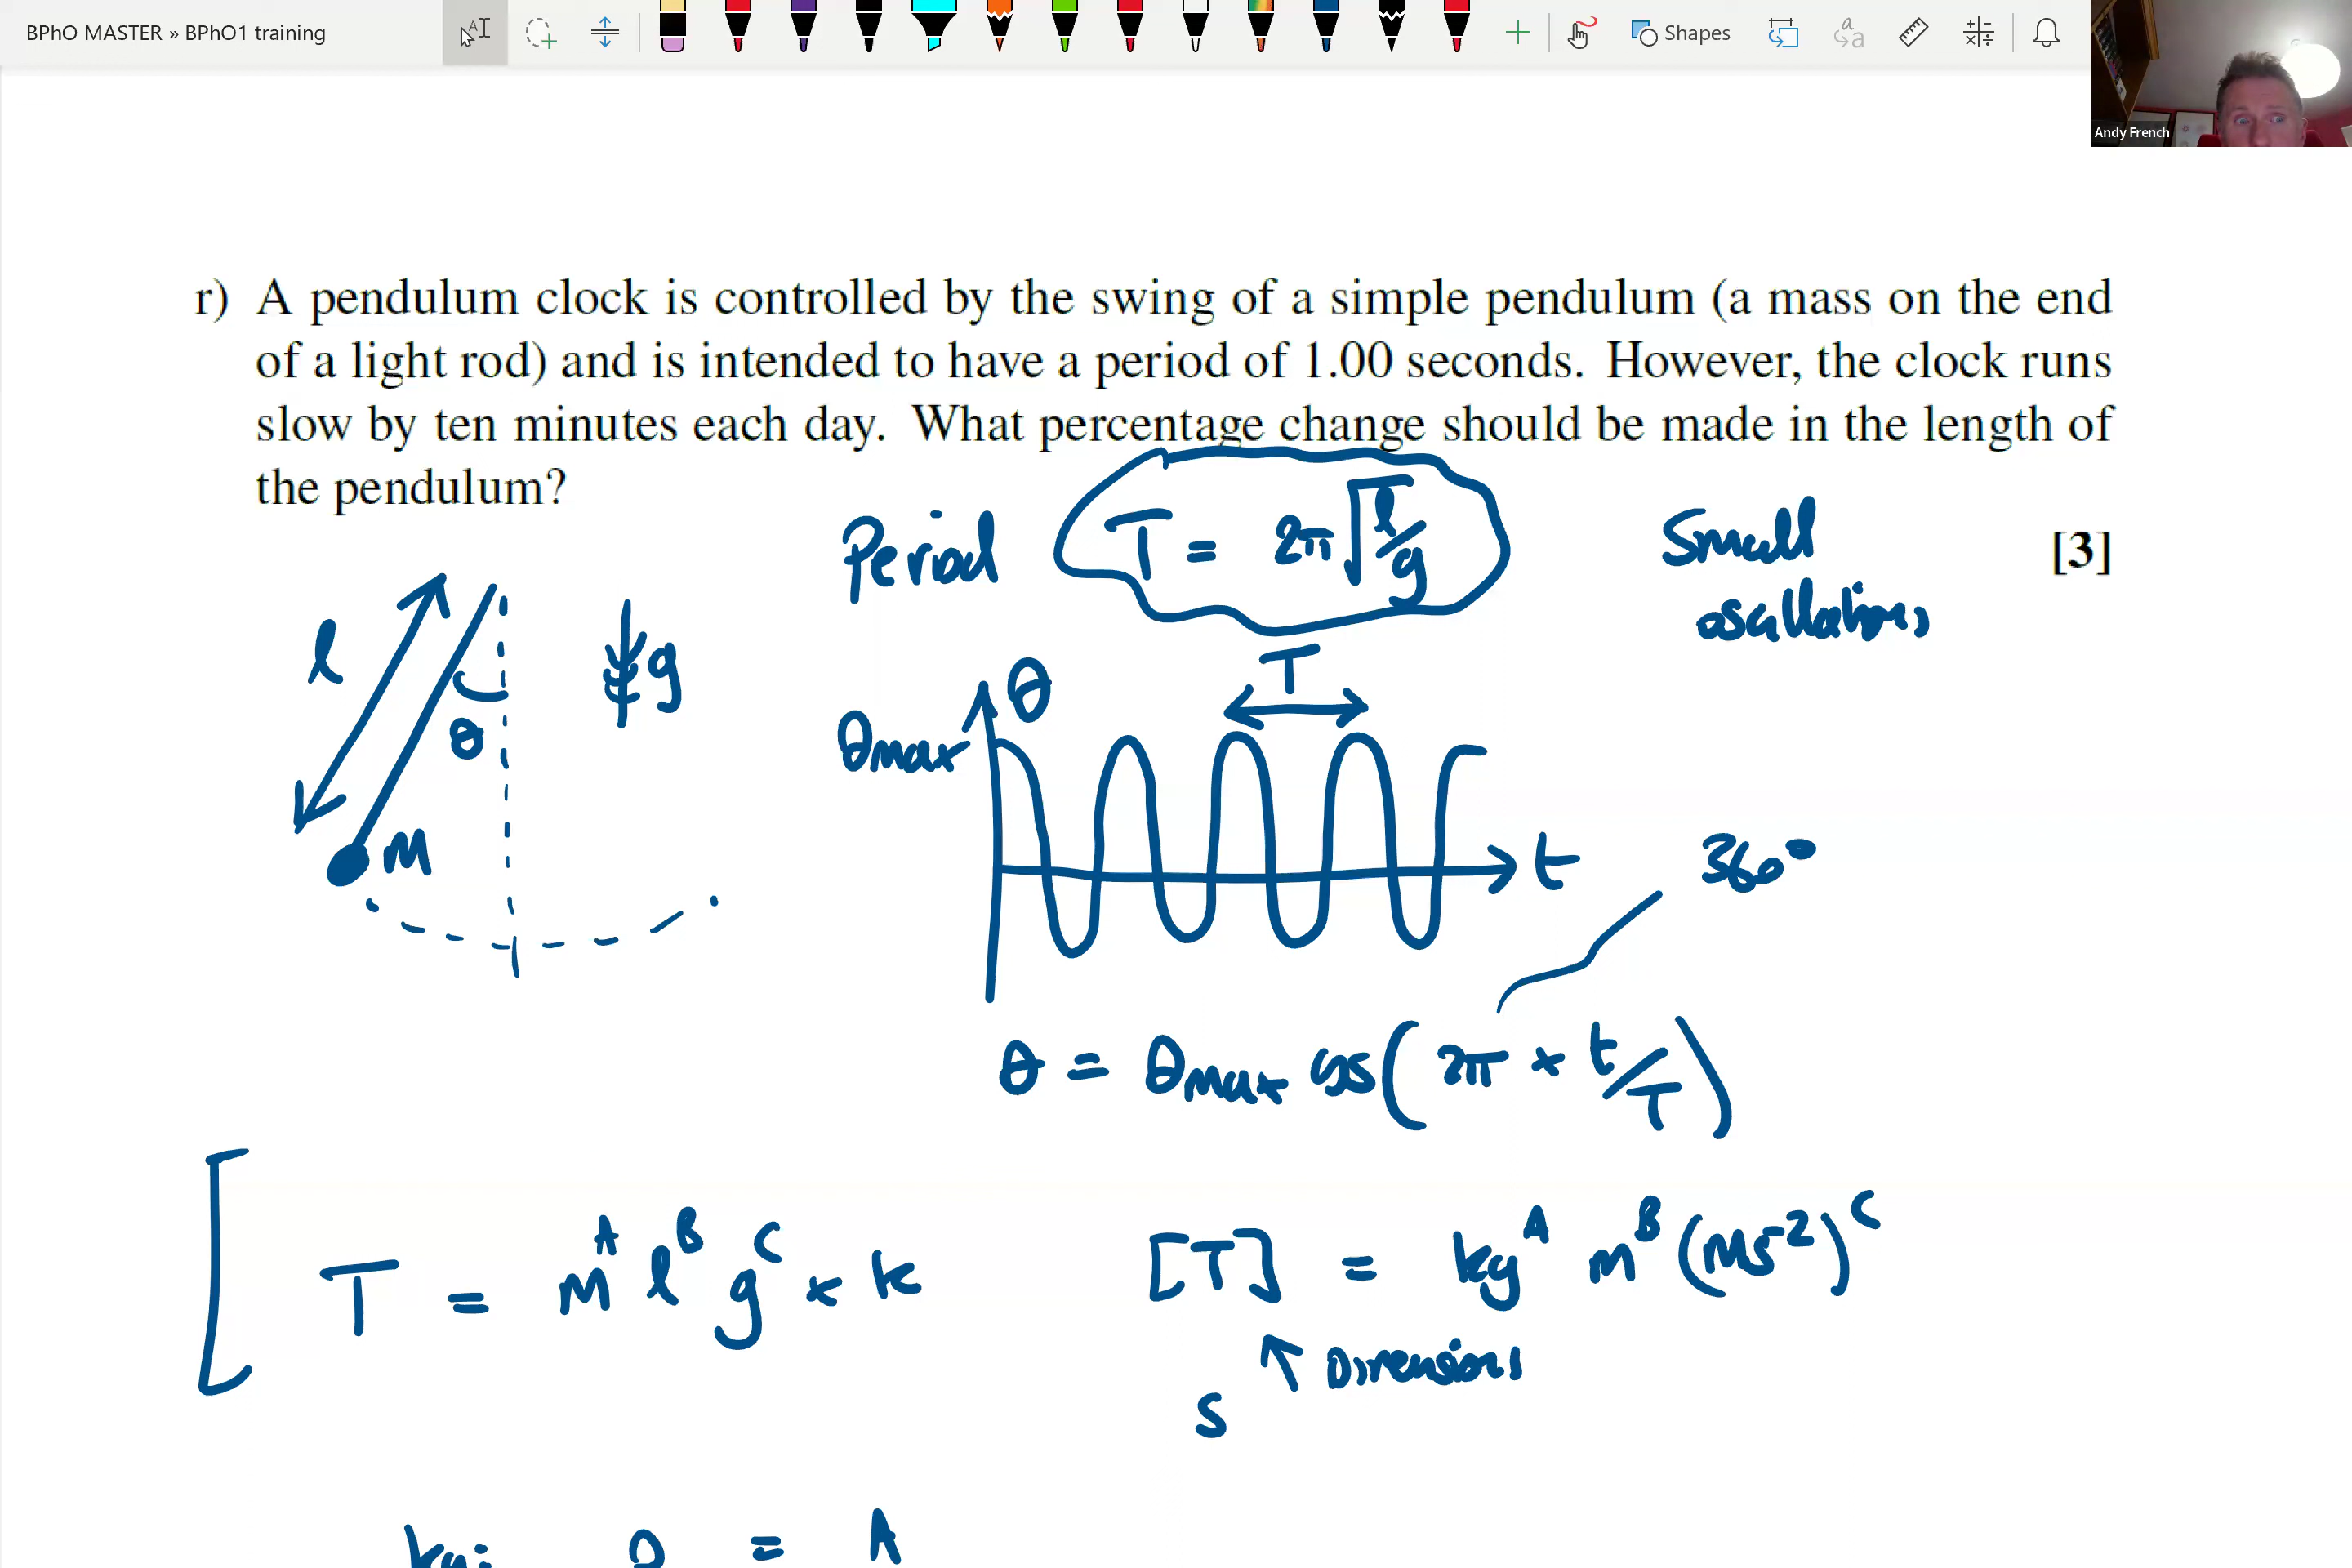 BPhO MASTER » BPhO1 training
Shapes
Andy French
r) A pendulum clock is controlled by the swing of a simple pendulum (a mass on the end
of a light rod) and is intended to have a period of 1.00 seconds. However, the clock runs
slow by ten minutes each day. What percentage change should be made in the length of
the pendulum?
[3]
Period T = 2π√(l/g)
Small
oscillations
l
θ
g
m
T
θ
θmax
t
360°
θ = θmax cos(2π × t/T)
T = m^A l^B g^C × k
[T] = kg^A m^B (ms^-2)^C
↑ Dimensions
s
kg: 0 = A